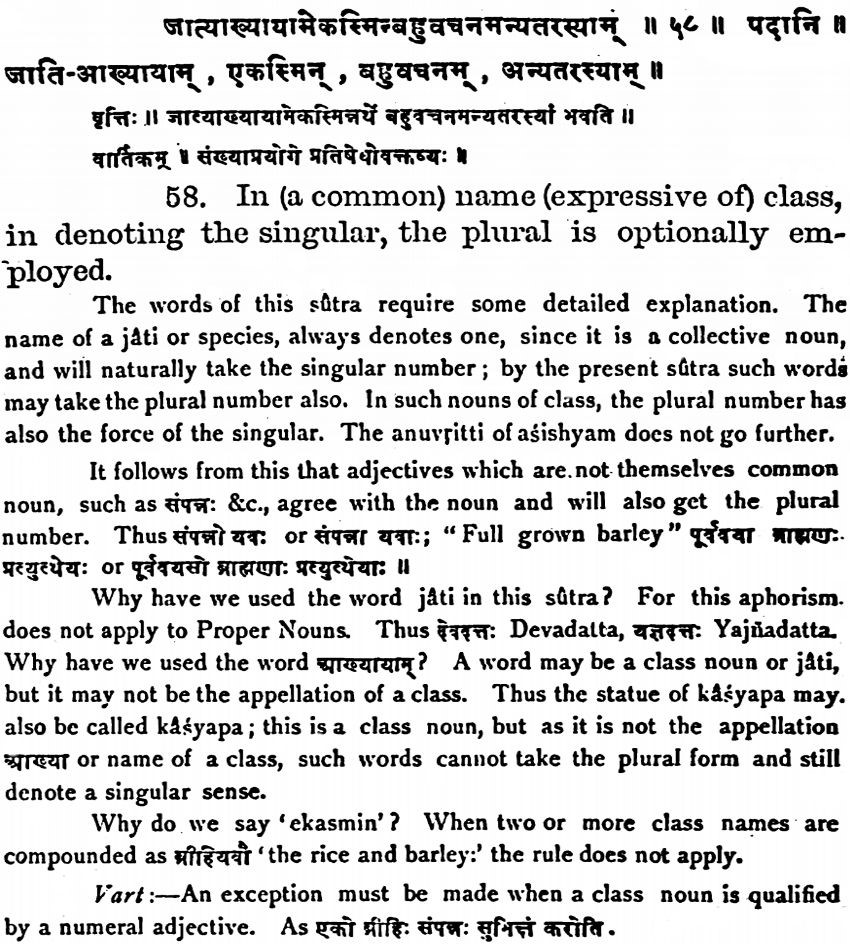 जात्याख्यायामेकस्मिन्बहुवचनमन्यतरस्याम् ॥ ५८ ॥ पदानि ॥
जाति-आख्यायाम् , एकस्मिन् , बहुवचनम् , अन्यतरस्याम् ॥
वृत्तिः ॥ जात्याख्यायामेकस्मिन्नर्थे बहुवचनमन्यतरस्यां भवति ॥
वार्तिकम् ॥ संख्याप्रयोगे प्रतिषेधोवक्तव्यः ॥
58. In (a common) name (expressive of) class,
in denoting the singular, the plural is optionally em-
ployed.
The words of this sûtra require some detailed explanation. The
name of a jâti or species, always denotes one, since it is a collective noun,
and will naturally take the singular number ; by the present sûtra such words
may take the plural number also. In such nouns of class, the plural number has
also the force of the singular. The anuvṛitti of aśishyam does not go further.
It follows from this that adjectives which are not themselves common
noun, such as संपन्नः &c., agree with the noun and will also get the plural
number. Thus संपन्नो यवः or संपन्ना यवाः; "Full grown barley" पूर्ववया ब्राह्मणः
प्रत्युत्थेयः or पूर्ववयसो ब्राह्मणाः प्रत्युत्थेयाः ॥
Why have we used the word jâti in this sûtra? For this aphorism
does not apply to Proper Nouns. Thus देवदत्तः Devadatta, यज्ञदत्तः Yajñadatta.
Why have we used the word आख्यायाम्? A word may be a class noun or jâti,
but it may not be the appellation of a class. Thus the statue of kâśyapa may
also be called kâśyapa ; this is a class noun, but as it is not the appellation
आख्या or name of a class, such words cannot take the plural form and still
denote a singular sense.
Why do we say 'ekasmin'? When two or more class names are
compounded as व्रीहियवौ 'the rice and barley:' the rule does not apply.
Vart:—An exception must be made when a class noun is qualified
by a numeral adjective. As एको व्रीहिः संपन्नः सुभिक्षं करोति .